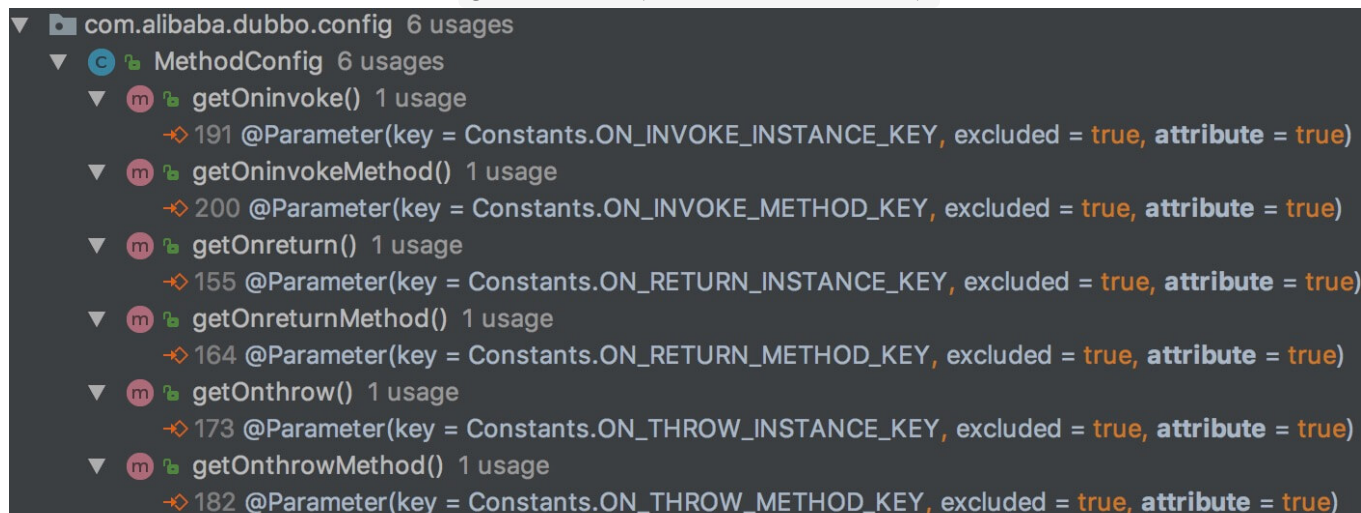 com.alibaba.dubbo.config 6 usages
MethodConfig 6 usages
getOninvoke() 1 usage
191 @Parameter(key = Constants.ON_INVOKE_INSTANCE_KEY, excluded = true, attribute = true)
getOninvokeMethod() 1 usage
200 @Parameter(key = Constants.ON_INVOKE_METHOD_KEY, excluded = true, attribute = true)
getOnreturn() 1 usage
155 @Parameter(key = Constants.ON_RETURN_INSTANCE_KEY, excluded = true, attribute = true)
getOnreturnMethod() 1 usage
164 @Parameter(key = Constants.ON_RETURN_METHOD_KEY, excluded = true, attribute = true)
getOnthrow() 1 usage
173 @Parameter(key = Constants.ON_THROW_INSTANCE_KEY, excluded = true, attribute = true)
getOnthrowMethod() 1 usage
182 @Parameter(key = Constants.ON_THROW_METHOD_KEY, excluded = true, attribute = true)